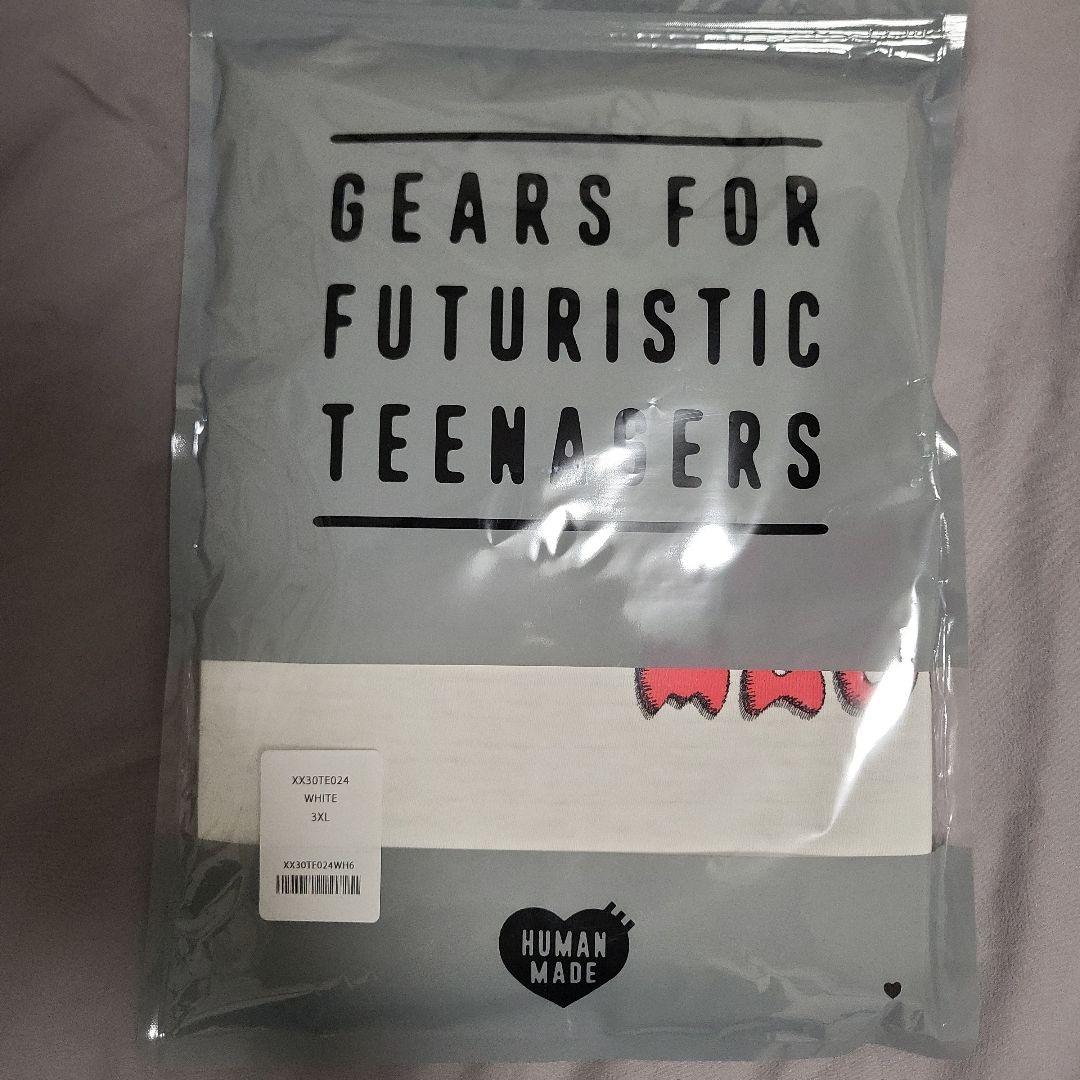 GEARS FOR
FUTURISTIC
TEENAGERS
XX30TE024
WHITE
3XL
XX30TE024WH6
HUMAN
MADE